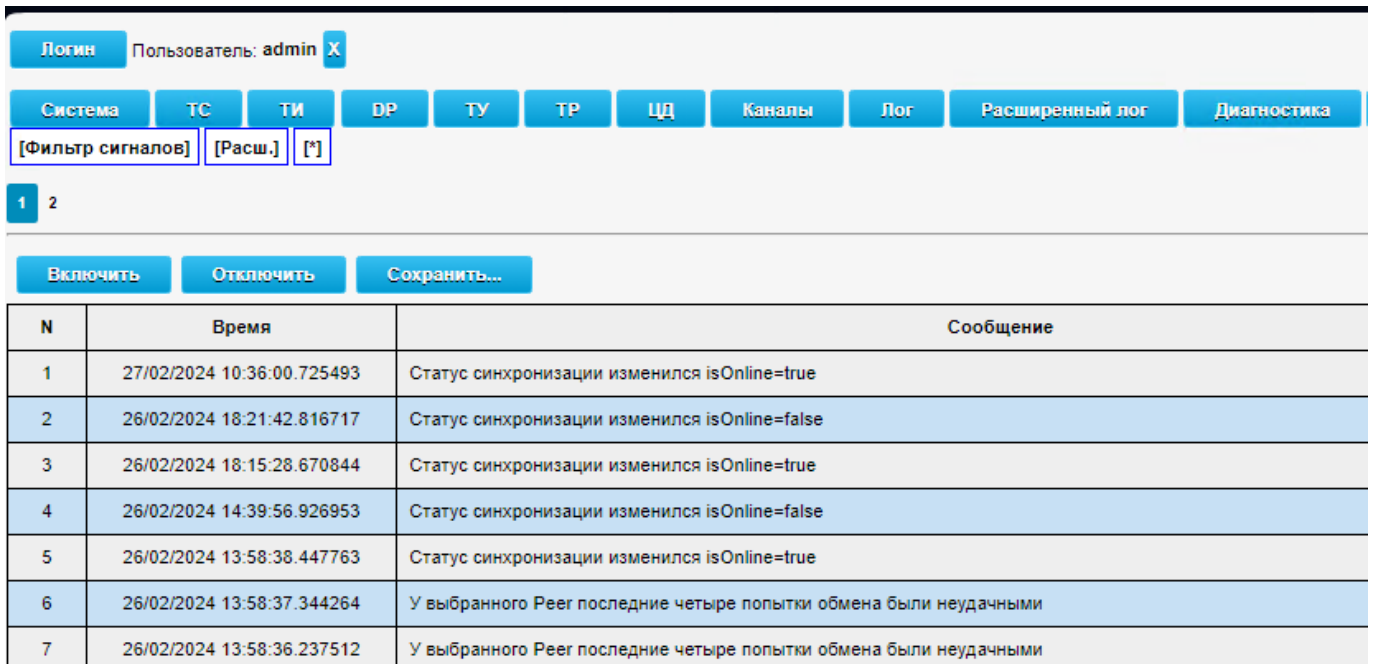 Логин Пользователь: admin X
Система ТС ТИ DP ТУ ТР ЦД Каналы Лог Расширенный лог Диагностика
[Фильтр сигналов] [Расш.] [*]
1 2
Включить Отключить Сохранить...
N Время Сообщение
1 27/02/2024 10:36:00.725493 Статус синхронизации изменился isOnline=true
2 26/02/2024 18:21:42.816717 Статус синхронизации изменился isOnline=false
3 26/02/2024 18:15:28.670844 Статус синхронизации изменился isOnline=true
4 26/02/2024 14:39:56.926953 Статус синхронизации изменился isOnline=false
5 26/02/2024 13:58:38.447763 Статус синхронизации изменился isOnline=true
6 26/02/2024 13:58:37.344264 У выбранного Peer последние четыре попытки обмена были неудачными
7 26/02/2024 13:58:36.237512 У выбранного Peer последние четыре попытки обмена были неудачными